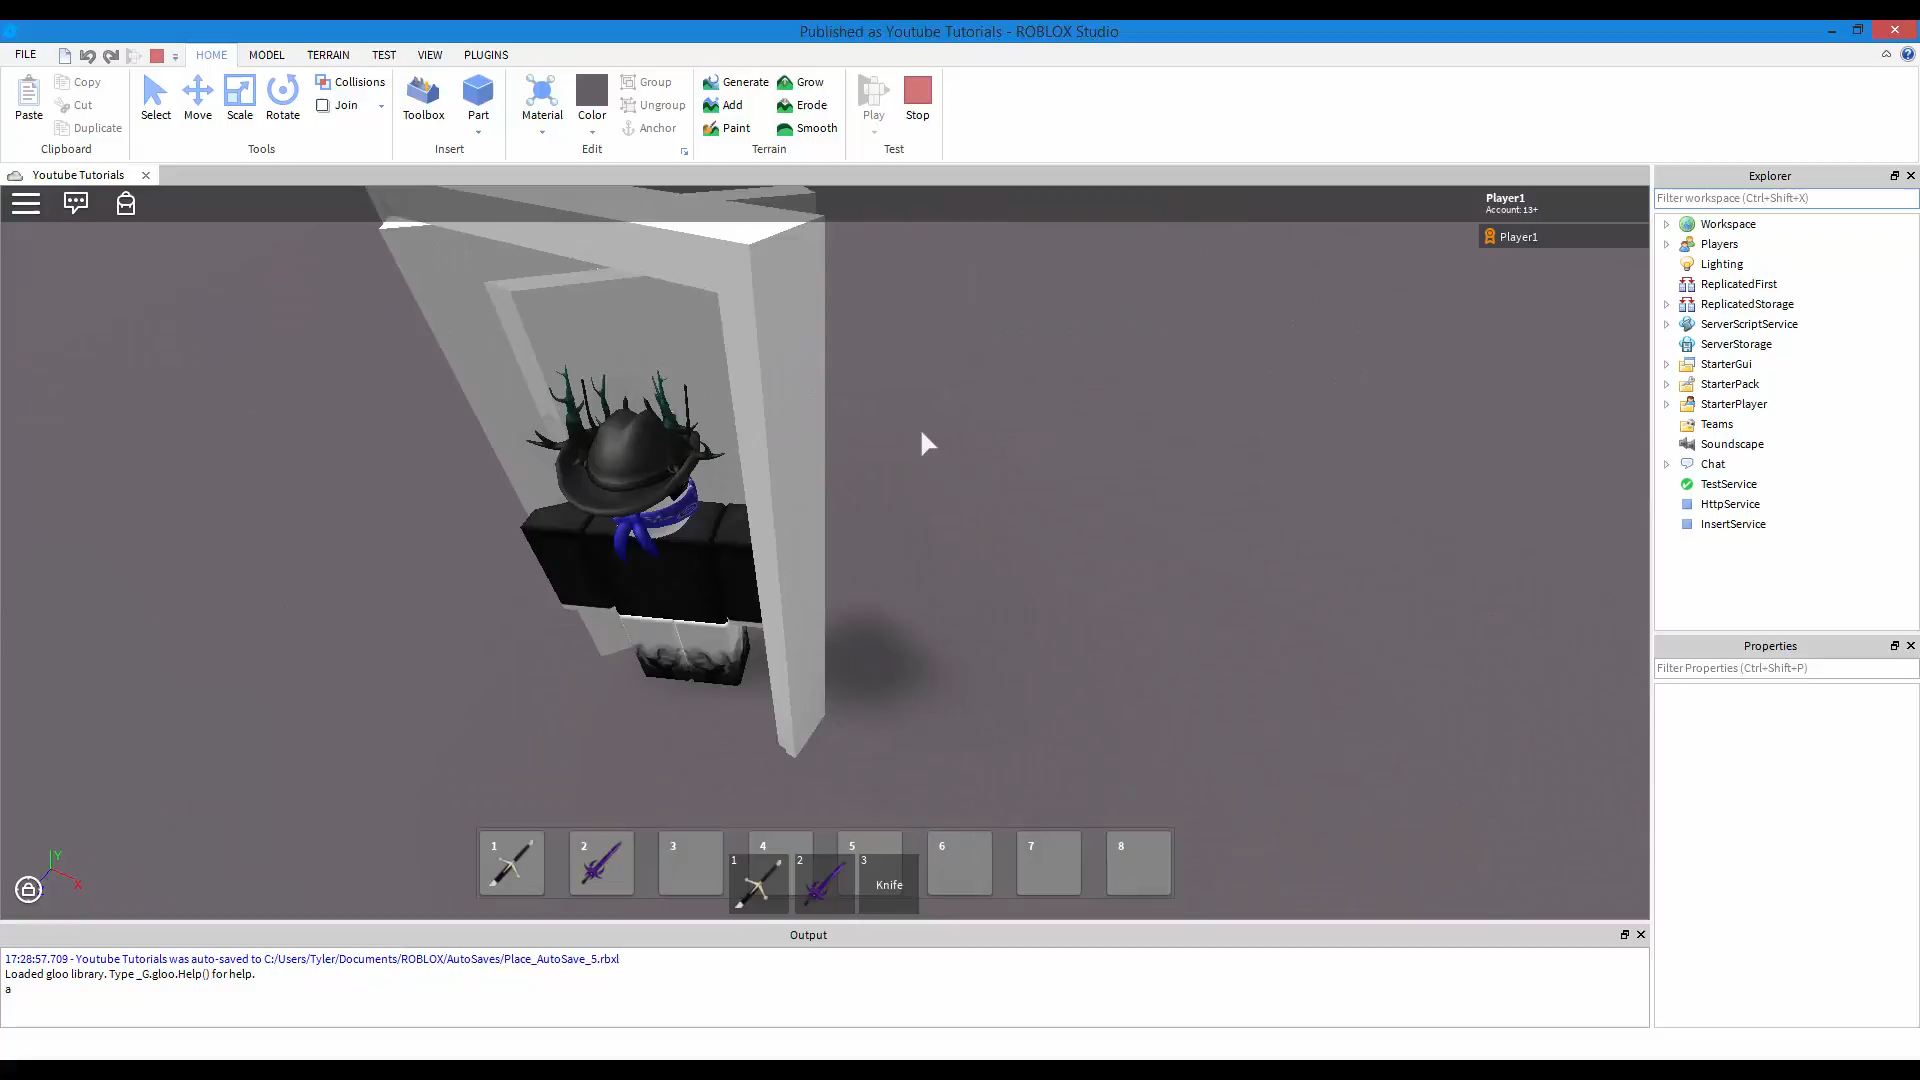 Published as Youtube Tutorials - ROBLOX Studio
FILE
HOME
MODEL
TERRAIN
TEST
VIEW
PLUGINS
Paste
Copy
Cut
Duplicate
Clipboard
Select
Move
Scale
Rotate
Collisions
Join
Tools
Toolbox
Part
Insert
Material
Color
Group
Ungroup
Anchor
Edit
Generate
Add
Paint
Grow
Erode
Smooth
Terrain
Play
Stop
Test
Youtube Tutorials
Player1
Account: 13+
Player1
Explorer
Filter workspace (Ctrl+Shift+X)
Workspace
Players
Lighting
ReplicatedFirst
ReplicatedStorage
ServerScriptService
ServerStorage
StarterGui
StarterPack
StarterPlayer
Teams
Soundscape
Chat
TestService
HttpService
InsertService
Properties
Filter Properties (Ctrl+Shift+P)
1
2
3
4
5
6
7
8
1
2
3
Knife
Y
X
Output
17:28:57.709 - Youtube Tutorials was auto-saved to C:/Users/Tyler/Documents/ROBLOX/AutoSaves/Place_AutoSave_5.rbxl
Loaded gloo library. Type _G.gloo.Help() for help.
a